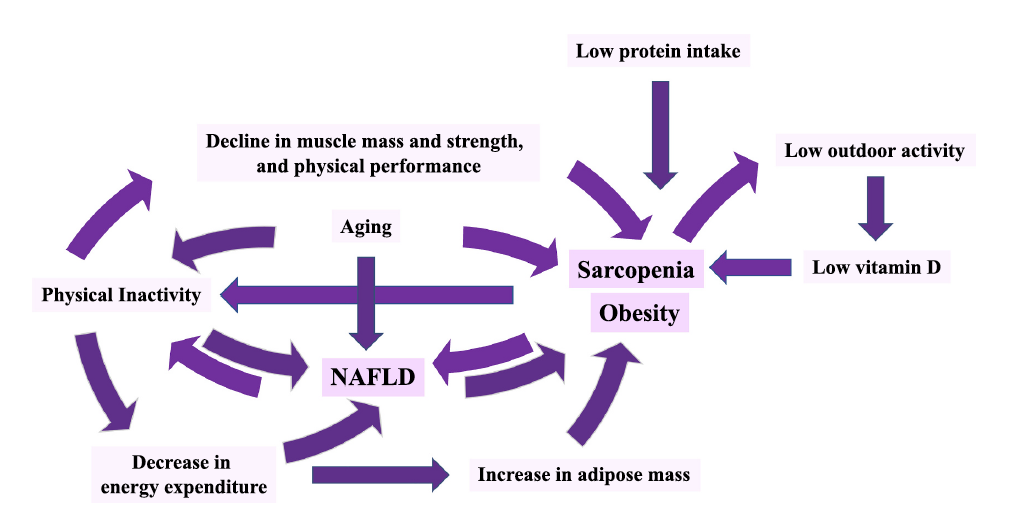 Low protein intake
Decline in muscle mass and strength,
and physical performance
Low outdoor activity
Aging
Sarcopenia
Low vitamin D
Physical Inactivity
Obesity
NAFLD
Decrease in
energy expenditure
Increase in adipose mass